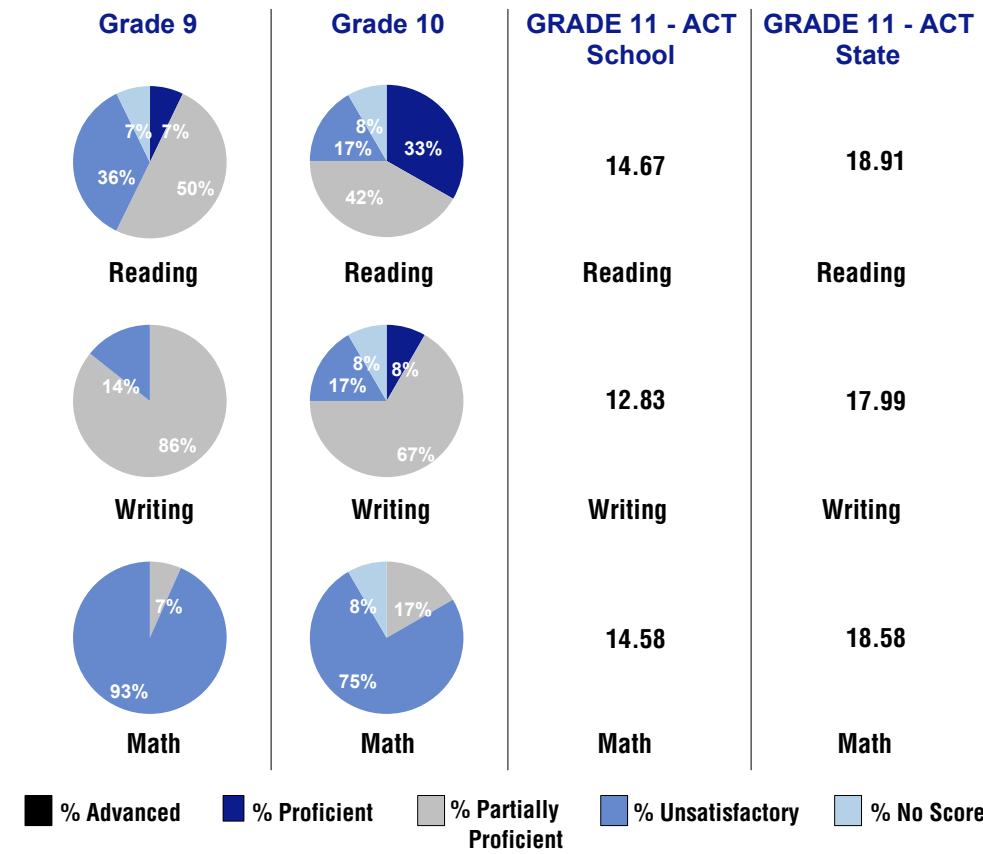 Grade 9
Grade 10
GRADE 11 - ACT
School
GRADE 11 - ACT
State
7%
7%
36%
50%
8%
33%
17%
42%
14.67
18.91
Reading
Reading
Reading
Reading
14%
86%
8%
8%
17%
67%
12.83
17.99
Writing
Writing
Writing
Writing
7%
93%
8%
17%
75%
14.58
18.58
Math
Math
Math
Math
% Advanced
% Proficient
% Partially
Proficient
% Unsatisfactory
% No Score